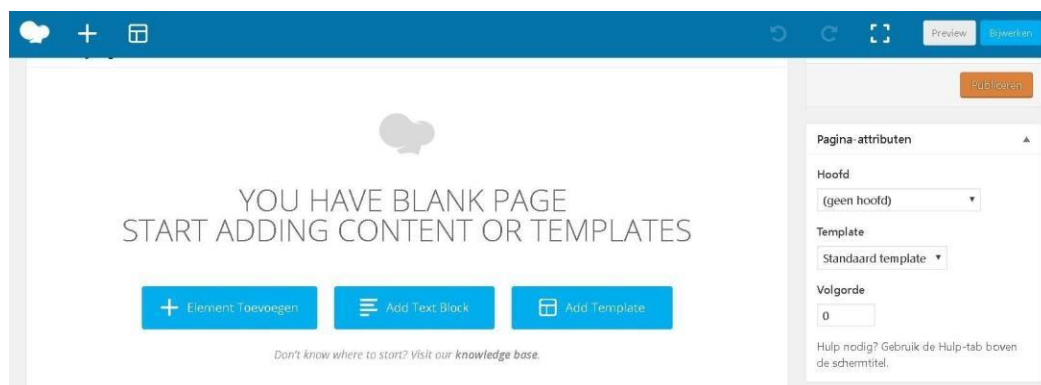 Preview
Bijwerken
Publiceren
Pagina-attributen
Hoofd
(geen hoofd)
Template
Standaard template
Volgorde
0
Hulp nodig? Gebruik de Hulp-tab boven
de schermtitel.
YOU HAVE BLANK PAGE
START ADDING CONTENT OR TEMPLATES
Element Toevoegen
Add Text Block
Add Template
Don't know where to start? Visit our knowledge base.